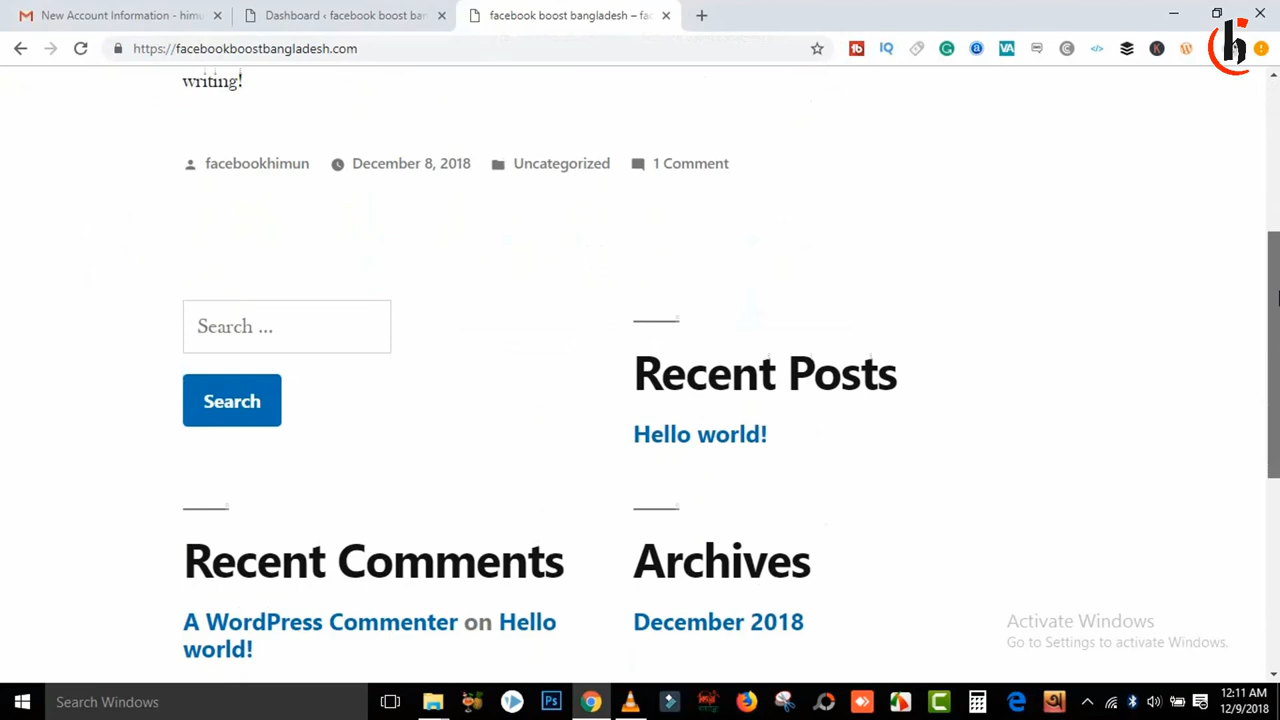 New Account Information - himu
Dashboard ‹ facebook boost ban
facebook boost bangladesh – fac
https://facebookboostbangladesh.com
writing!
facebookhimun December 8, 2018 Uncategorized 1 Comment
Search ...
Search
Recent Posts
Hello world!
Recent Comments
A WordPress Commenter on Hello
world!
Archives
December 2018
Activate Windows
Go to Settings to activate Windows.
Search Windows
12:11 AM
12/9/2018